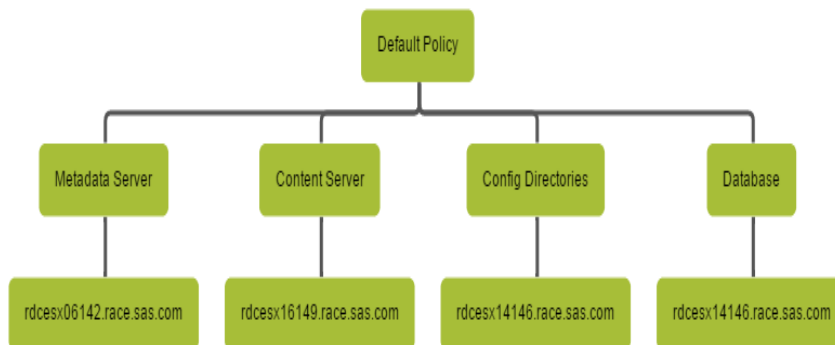 Default Policy
Metadata Server
Content Server
Config Directories
Database
rdcesx06142.race.sas.com
rdcesx16149.race.sas.com
rdcesx14146.race.sas.com
rdcesx14146.race.sas.com